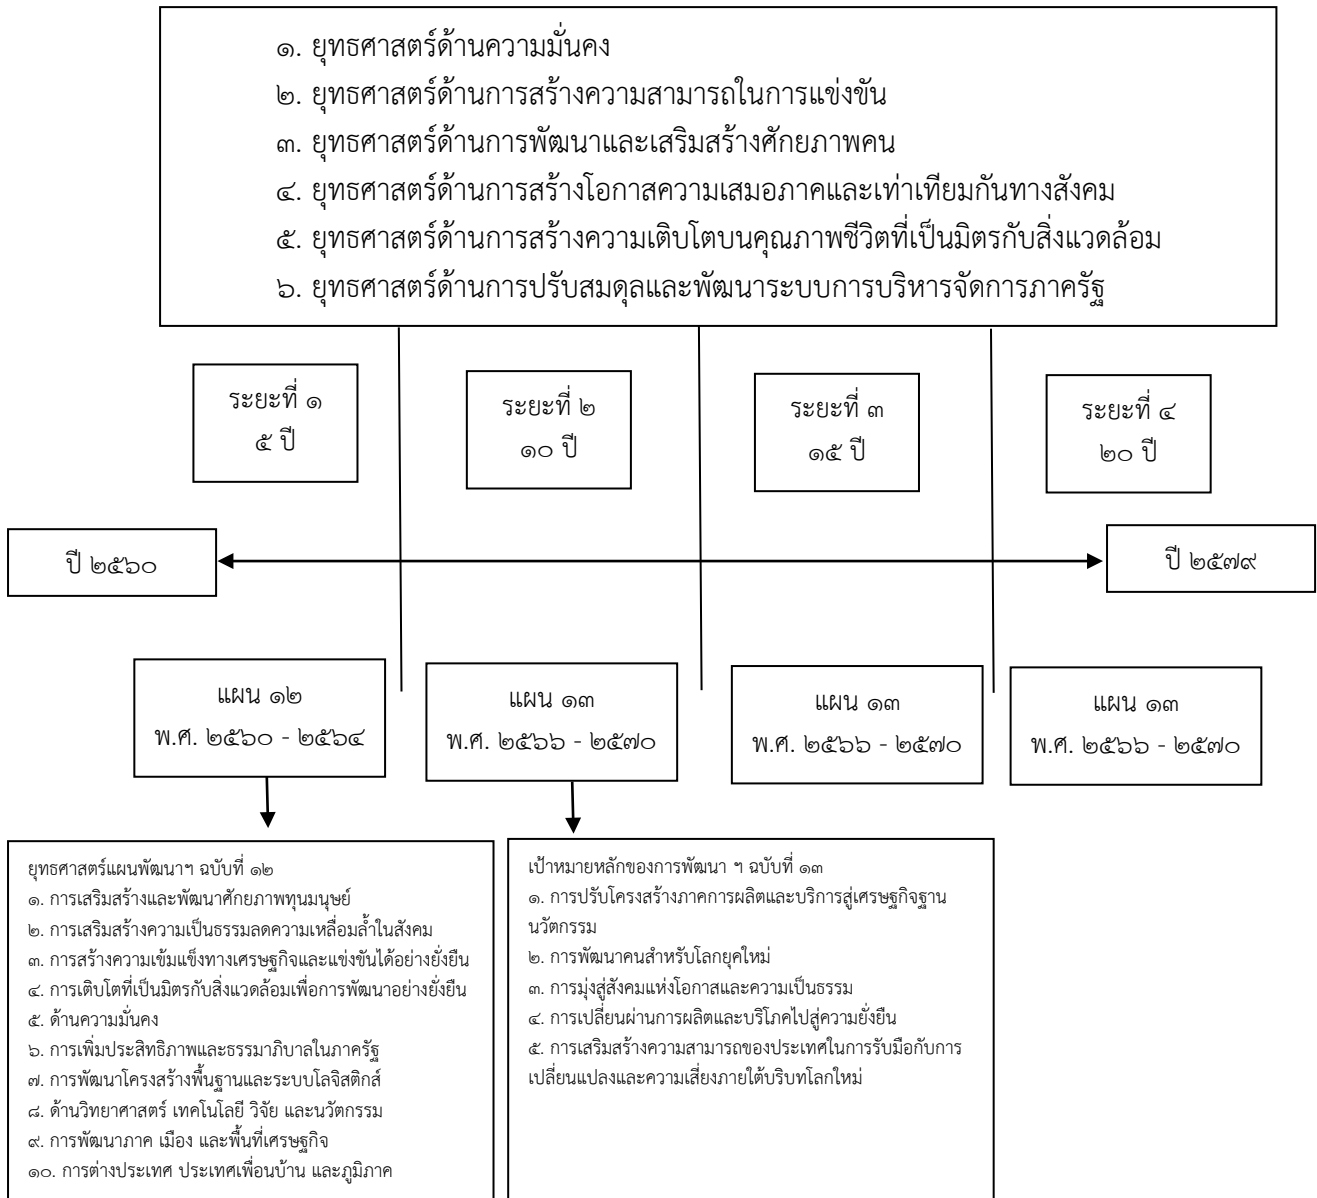 ๑. ยุทธศาสตร์ด้านความมั่นคง
๒. ยุทธศาสตร์ด้านการสร้างความสามารถในการแข่งขัน
๓. ยุทธศาสตร์ด้านการพัฒนาและเสริมสร้างศักยภาพคน
๔. ยุทธศาสตร์ด้านการสร้างโอกาสความเสมอภาคและเท่าเทียมกันทางสังคม
๕. ยุทธศาสตร์ด้านการสร้างความเติบโตบนคุณภาพชีวิตที่เป็นมิตรกับสิ่งแวดล้อม
๖. ยุทธศาสตร์ด้านการปรับสมดุลและพัฒนาระบบการบริหารจัดการภาครัฐ
ระยะที่ ๑
๕ ปี
ระยะที่ ๒
๑๐ ปี
ระยะที่ ๓
๑๕ ปี
ระยะที่ ๔
๒๐ ปี
ปี ๒๕๖๐
ปี ๒๕๗๙
แผน ๑๒
พ.ศ. ๒๕๖๐ - ๒๕๖๔
แผน ๑๓
พ.ศ. ๒๕๖๖ - ๒๕๗๐
แผน ๑๓
พ.ศ. ๒๕๖๖ - ๒๕๗๐
แผน ๑๓
พ.ศ. ๒๕๖๖ - ๒๕๗๐
ยุทธศาสตร์แผนพัฒนาฯ ฉบับที่ ๑๒
๑. การเสริมสร้างและพัฒนาศักยภาพทุนมนุษย์
๒. การเสริมสร้างความเป็นธรรมลดความเหลื่อมล้ำในสังคม
๓. การสร้างความเข้มแข็งทางเศรษฐกิจและแข่งขันได้อย่างยั่งยืน
๔. การเติบโตที่เป็นมิตรกับสิ่งแวดล้อมเพื่อการพัฒนาอย่างยั่งยืน
๕. ด้านความมั่นคง
๖. การเพิ่มประสิทธิภาพและธรรมาภิบาลในภาครัฐ
๗. การพัฒนาโครงสร้างพื้นฐานและระบบโลจิสติกส์
๘. ด้านวิทยาศาสตร์ เทคโนโลยี วิจัย และนวัตกรรม
๙. การพัฒนาภาค เมือง และพื้นที่เศรษฐกิจ
๑๐. การต่างประเทศ ประเทศเพื่อนบ้าน และภูมิภาค
เป้าหมายหลักของการพัฒนา ฯ ฉบับที่ ๑๓
๑. การปรับโครงสร้างภาคการผลิตและบริการสู่เศรษฐกิจฐาน
นวัตกรรม
๒. การพัฒนาคนสำหรับโลกยุคใหม่
๓. การมุ่งสู่สังคมแห่งโอกาสและความเป็นธรรม
๔. การเปลี่ยนผ่านการผลิตและบริโภคไปสู่ความยั่งยืน
๕. การเสริมสร้างความสามารถของประเทศในการรับมือกับการ
เปลี่ยนแปลงและความเสี่ยงภายใต้บริบทโลกใหม่